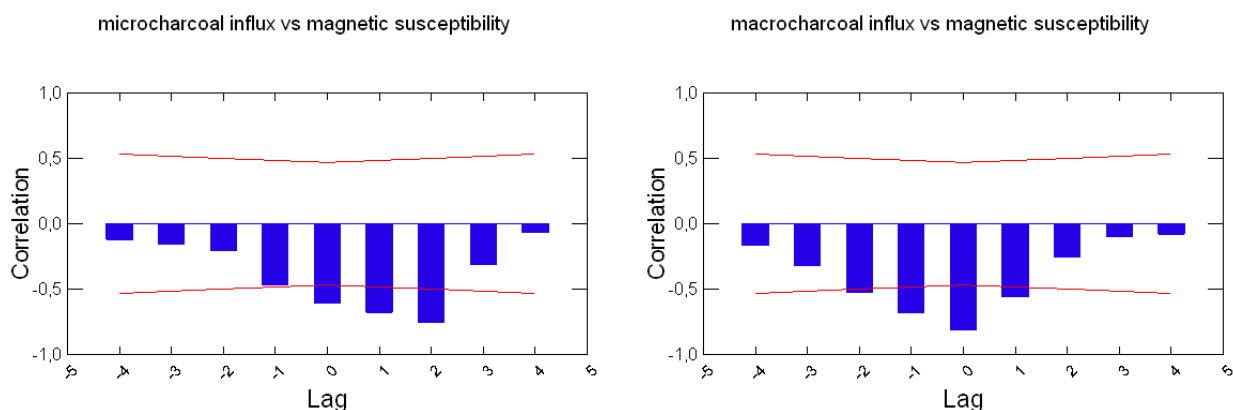 microcharcoal influx vs magnetic susceptibility
1,0
0,5
0,0
-0,5
-1,0
Correlation
-5 -4 -3 -2 -1 0 1 2 3 4 5
Lag
macrocharcoal influx vs magnetic susceptibility
1,0
0,5
0,0
-0,5
-1,0
Correlation
-5 -4 -3 -2 -1 0 1 2 3 4 5
Lag